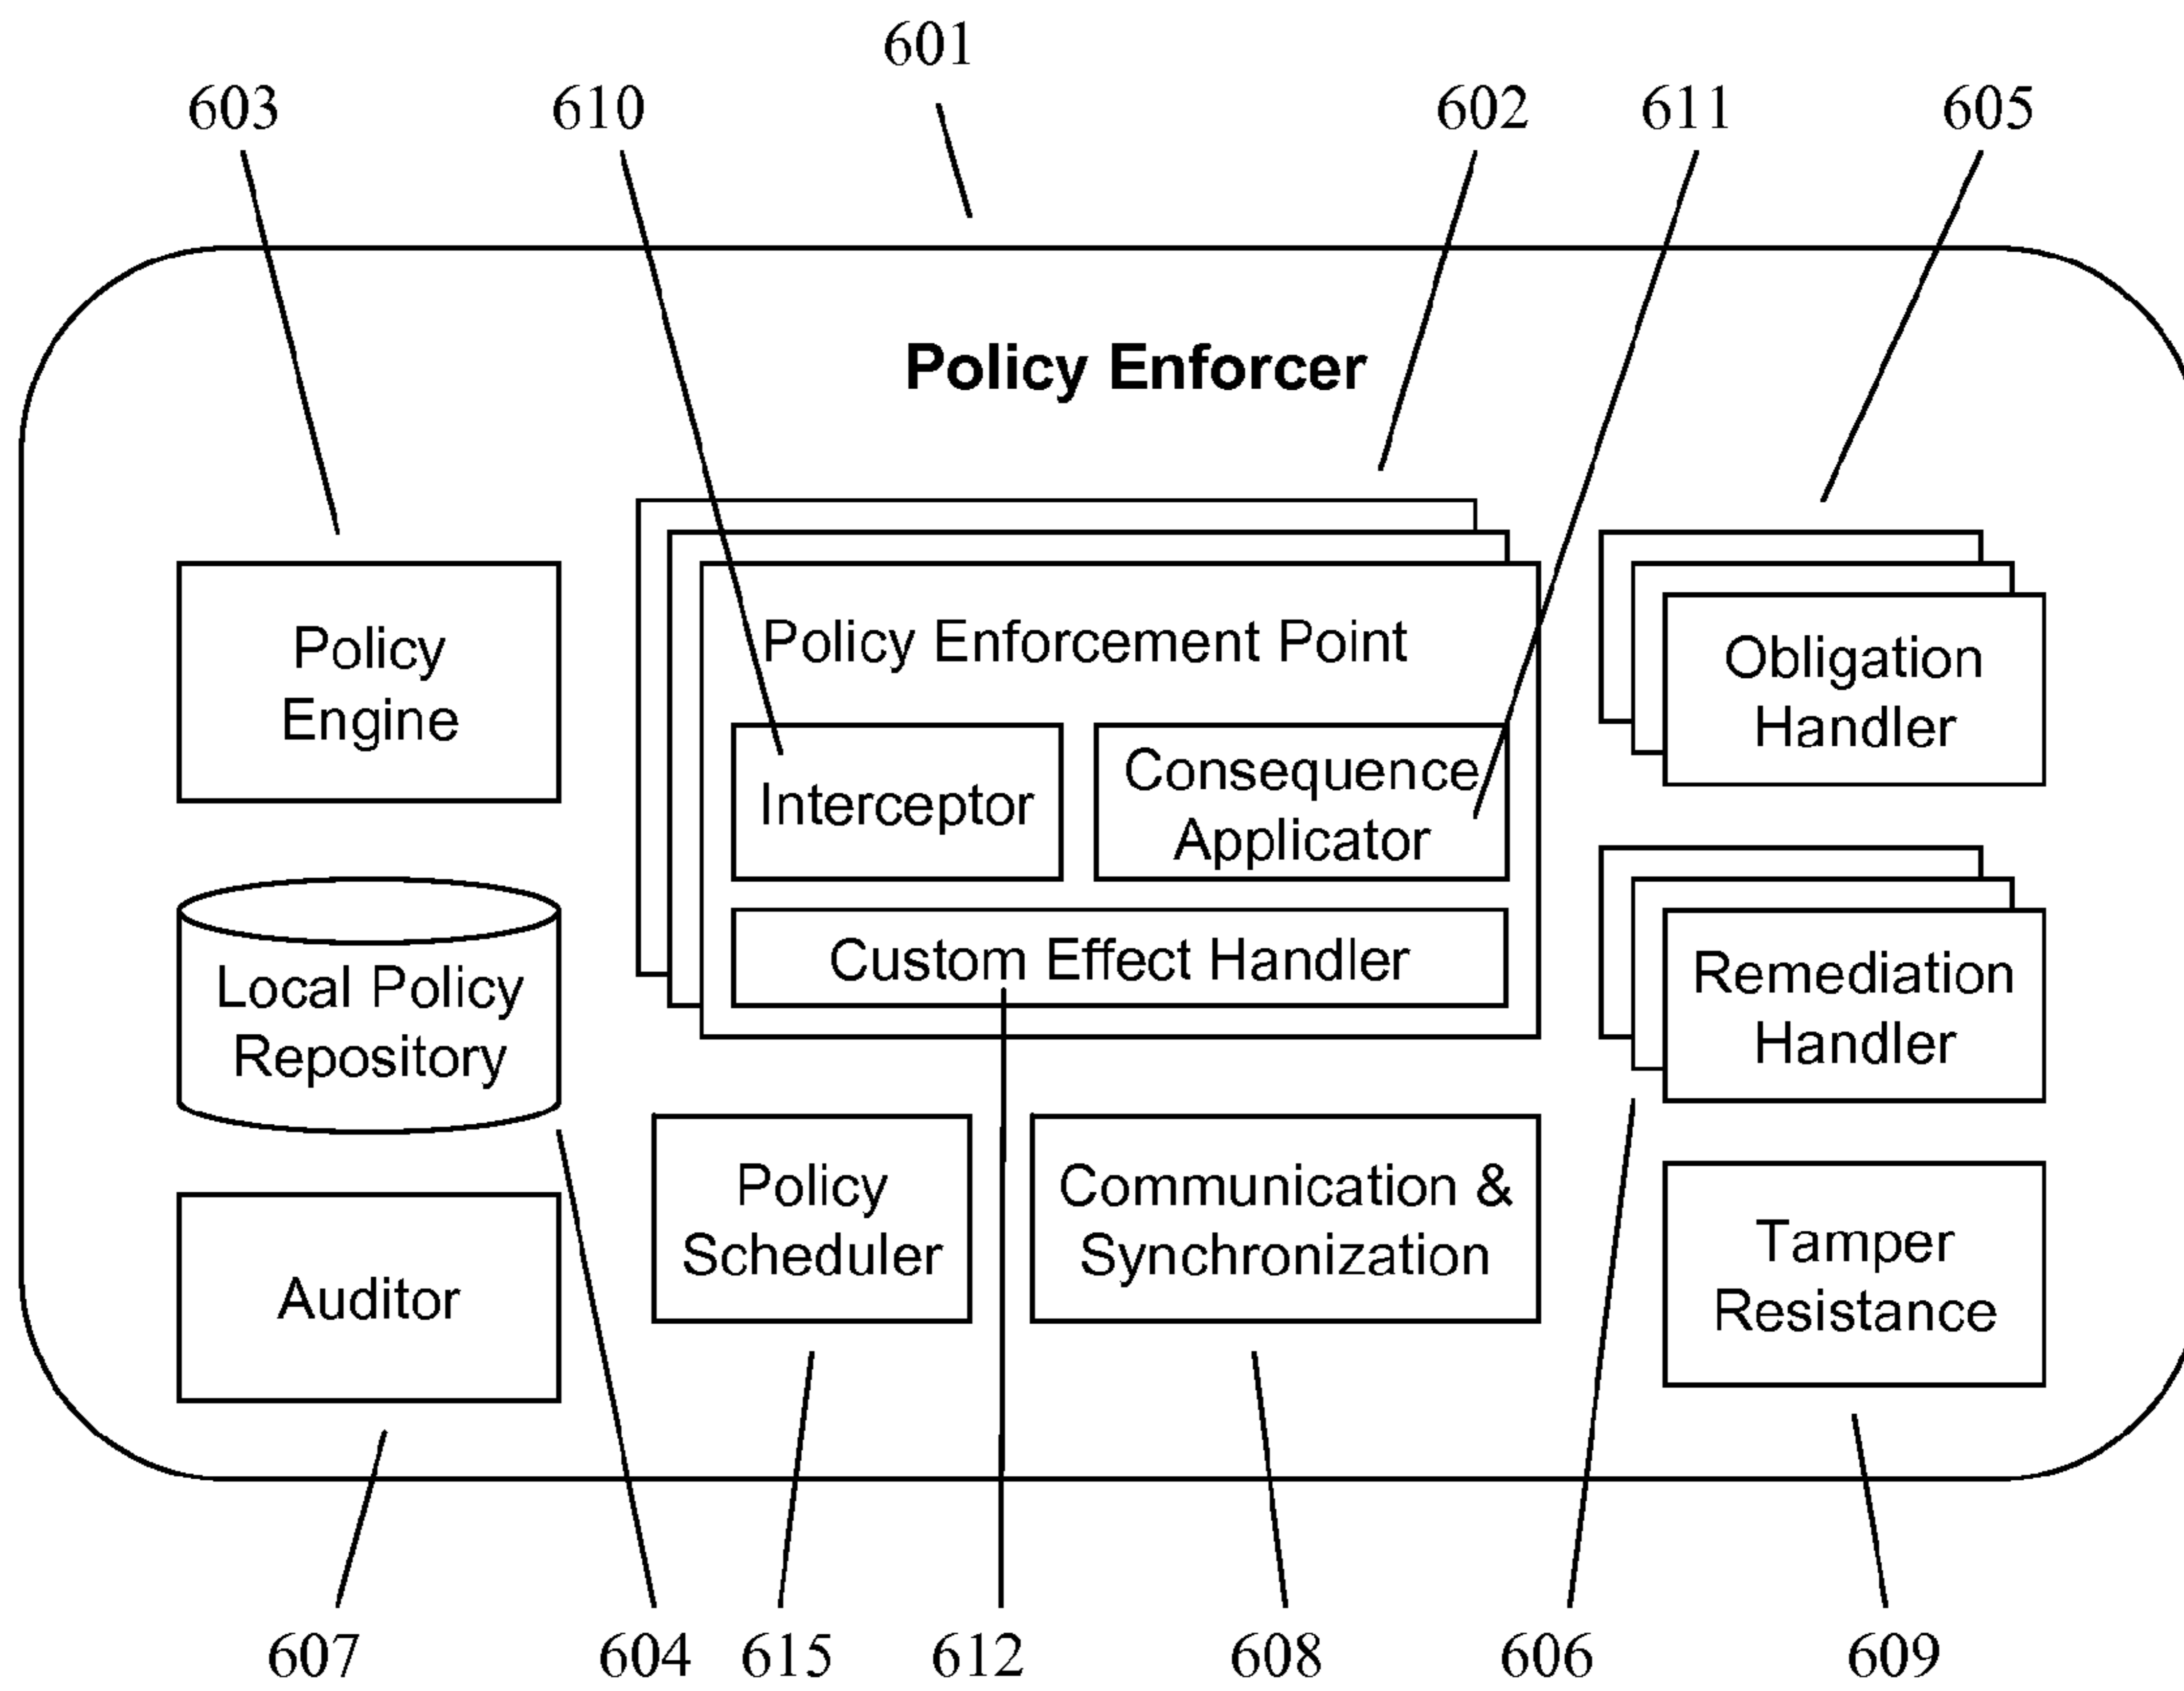 601
603
610
602
611
605
Policy Enforcer
Policy
Engine
Policy Enforcement Point
Interceptor
Consequence
Applicator
Custom Effect Handler
Obligation
Handler
Local Policy
Repository
Remediation
Handler
Auditor
Policy
Scheduler
Communication &
Synchronization
Tamper
Resistance
607
604
615
612
608
606
609